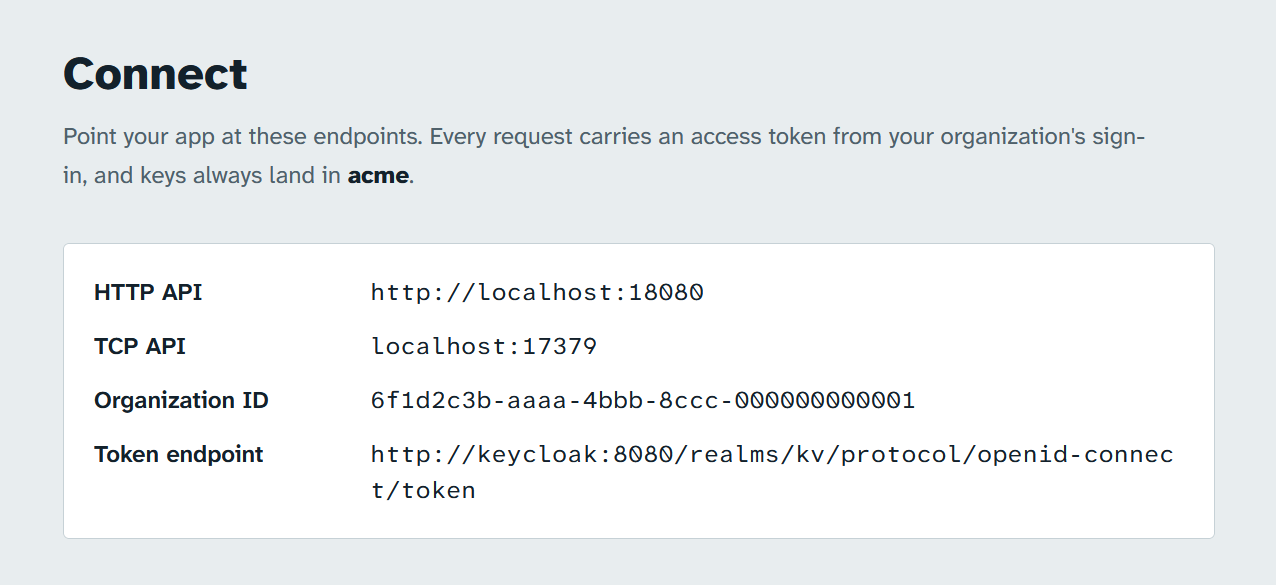 Connect
Point your app at these endpoints. Every request carries an access token from your organization's sign-
in, and keys always land in acme.
HTTP API http://localhost:18080
TCP API localhost:17379
Organization ID 6f1d2c3b-aaaa-4bbb-8ccc-000000000001
Token endpoint http://keycloak:8080/realms/kv/protocol/openid-connec
t/token